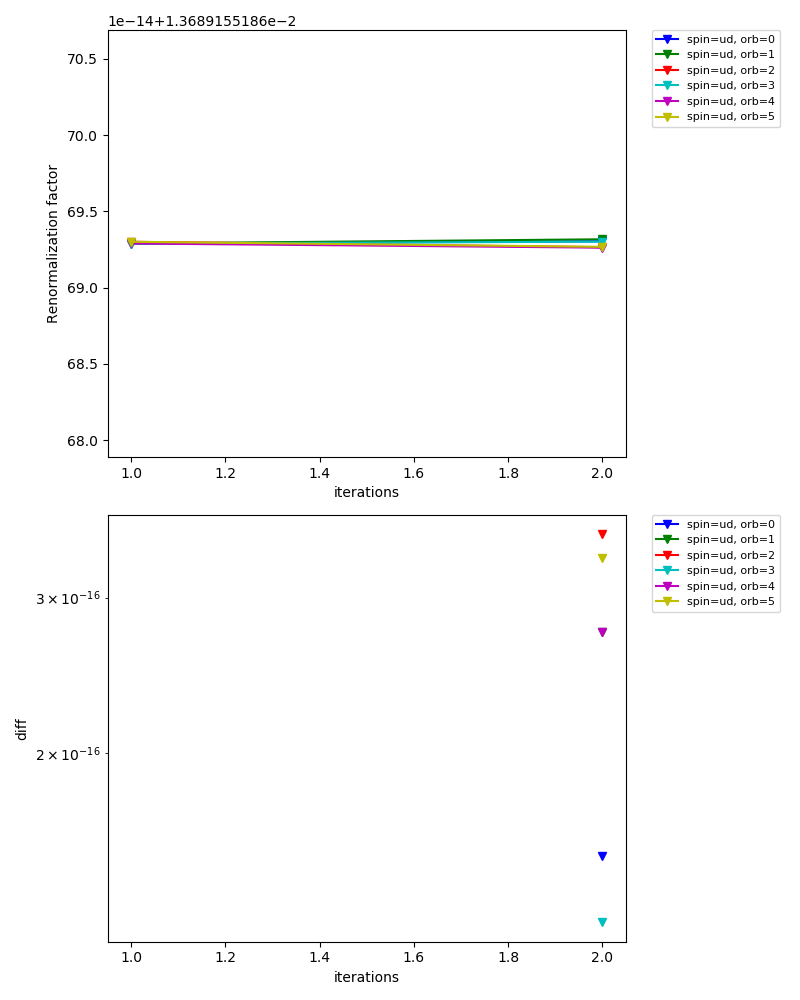 1e−14+1.3689155186e−2
70.5
70.0
69.5
69.0
68.5
68.0
Renormalization factor
1.0 1.2 1.4 1.6 1.8 2.0
iterations
spin=ud, orb=0
spin=ud, orb=1
spin=ud, orb=2
spin=ud, orb=3
spin=ud, orb=4
spin=ud, orb=5
3 × 10⁻¹⁶
2 × 10⁻¹⁶
diff
1.0 1.2 1.4 1.6 1.8 2.0
iterations
spin=ud, orb=0
spin=ud, orb=1
spin=ud, orb=2
spin=ud, orb=3
spin=ud, orb=4
spin=ud, orb=5